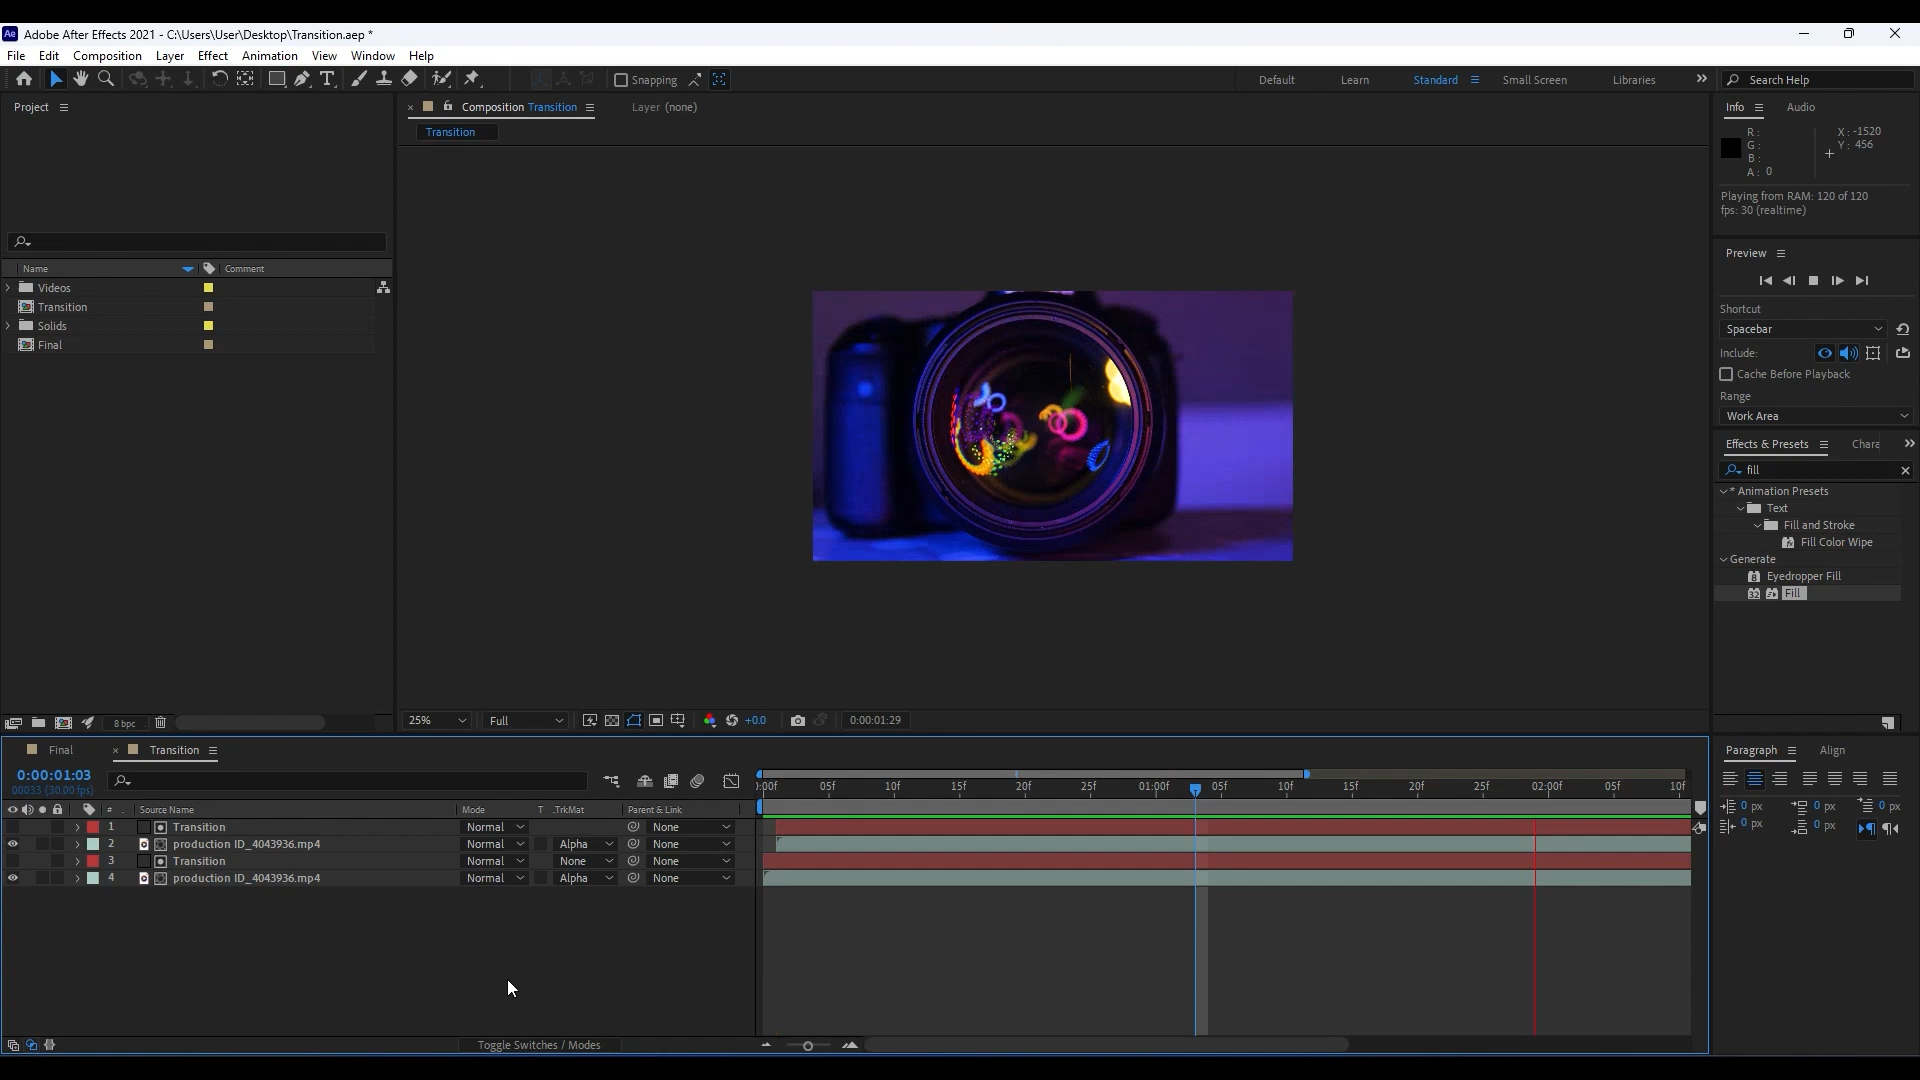 Ae Adobe After Effects 2021 - C:\Users\User\Desktop\Transition.aep *
File Edit Composition Layer Effect Animation View Window Help
Snapping Default Learn Standard Small Screen Libraries Search Help
Project Composition Transition Layer (none) Info Audio
Transition
R :
G :
B :
A : 0
X : -1520
Y : 456
Playing from RAM: 120 of 120
fps: 30 (realtime)
Preview
Shortcut
Spacebar
Include:
Cache Before Playback
Range
Work Area
Effects & Presets Chara
fill
* Animation Presets
Text
Fill and Stroke
Fill Color Wipe
Generate
Eyedropper Fill
32 Fill
Name Comment
Videos
Transition
Solids
Final
8 bpc
25% Full +0.0 0:00:01:29
Final Transition
0:00:01:03
00033 (30.00 fps)
:00f 05f 10f 15f 20f 25f 01:00f 05f 10f 15f 20f 25f 02:00f 05f 10f
# Source Name Mode T .TrkMat Parent & Link
1 Transition Normal None
2 production ID_4043936.mp4 Normal Alpha None
3 Transition Normal None None
4 production ID_4043936.mp4 Normal Alpha None
Toggle Switches / Modes
Paragraph Align
0 px 0 px 0 px
0 px 0 px